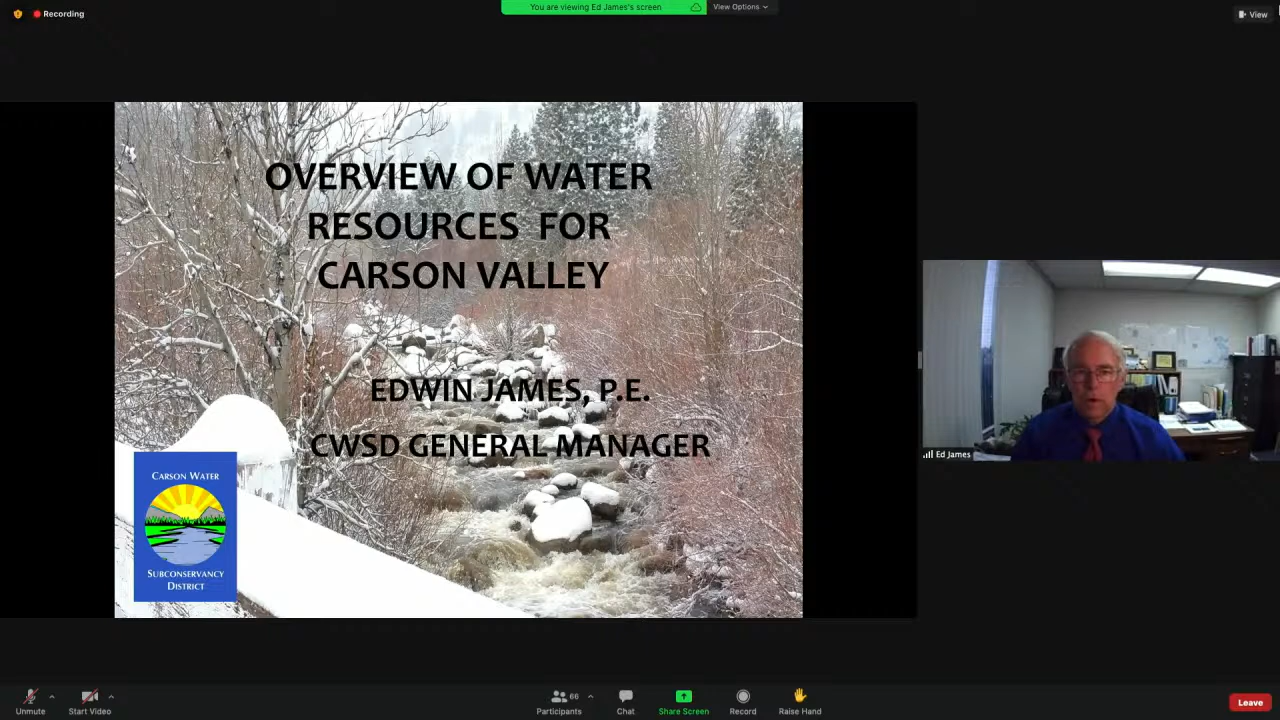 Recording
You are viewing Ed James's screen
View Options
View
OVERVIEW OF WATER
RESOURCES FOR
CARSON VALLEY
EDWIN JAMES, P.E.
CWSD GENERAL MANAGER
CARSON WATER
SUBCONSERVANCY
DISTRICT
Ed James
Unmute
Start Video
66
Participants
Chat
Share Screen
Record
Raise Hand
Leave